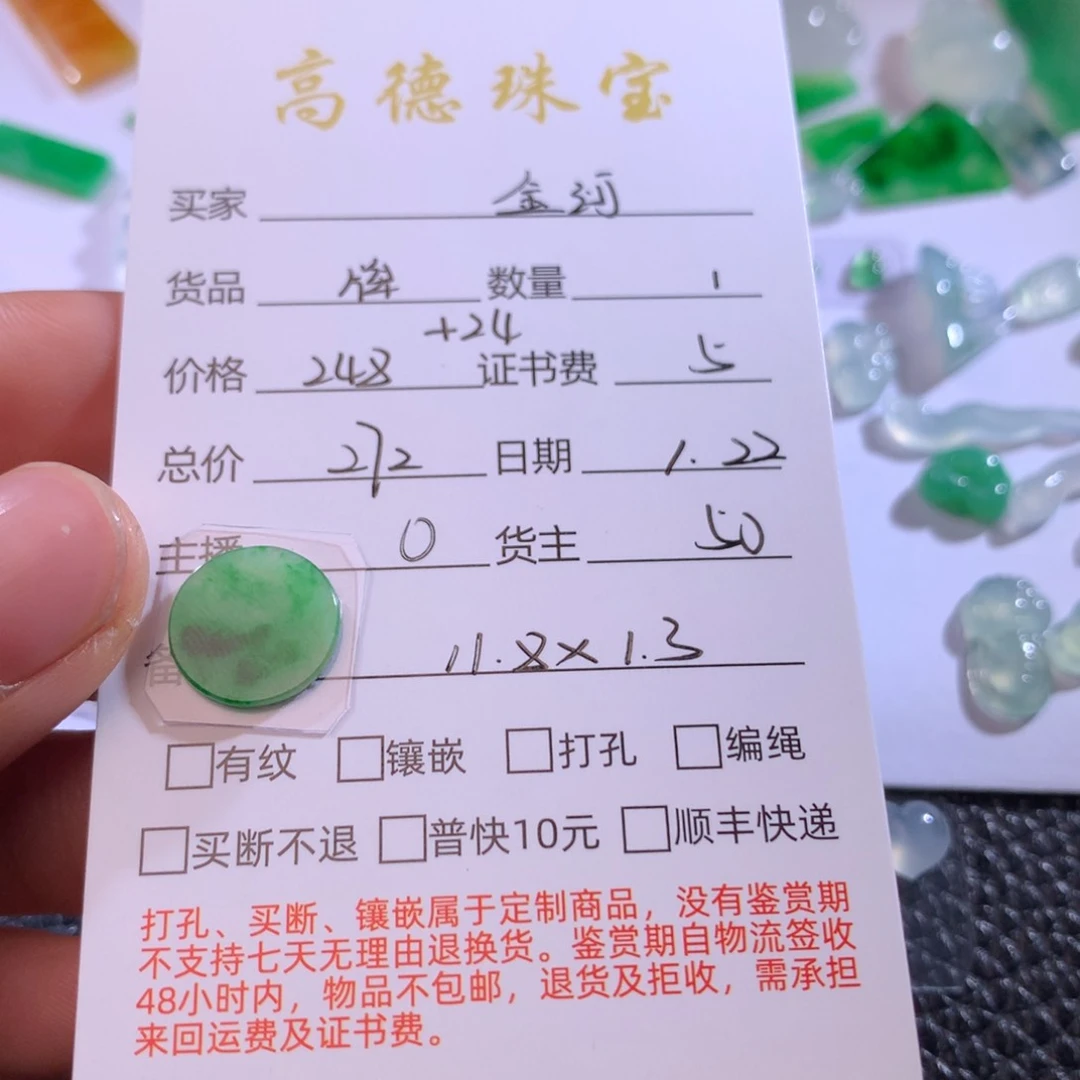 高德珠宝
买家 金河
货品 牌 数量 1
+24
价格 248 证书费 5
总价 272 日期 1.22
主播 0 货主 50
备 11.8×1.3
□有纹 □镶嵌 □打孔 □编绳
□买断不退 □普快10元 □顺丰快递
打孔、买断、镶嵌属于定制商品，没有鉴赏期
不支持七天无理由退换货。鉴赏期自物流签收
48小时内，物品不包邮，退货及拒收，需承担
来回运费及证书费。